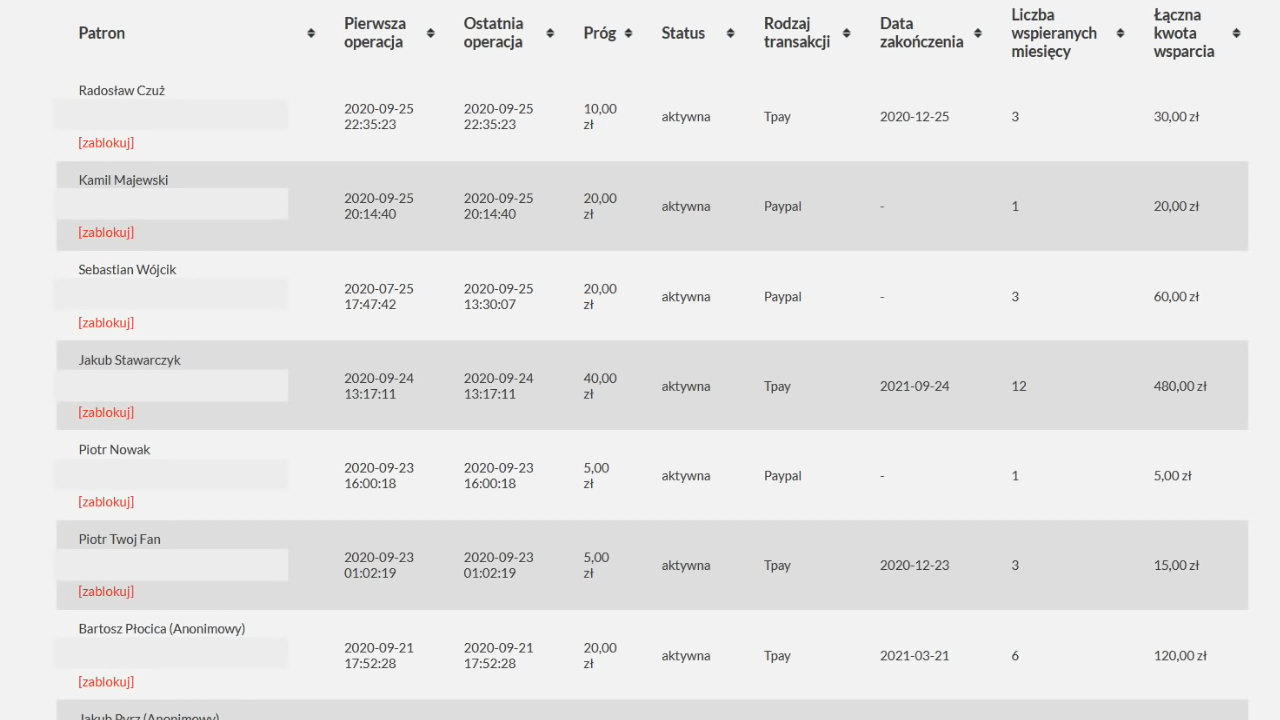 Patron Pierwsza operacja Ostatnia operacja Próg Status Rodzaj transakcji Data zakończenia Liczba wspieranych miesięcy Łączna kwota wsparcia
Radosław Czuż
2020-09-25 22:35:23 2020-09-25 22:35:23 10,00 zł aktywna Tpay 2020-12-25 3 30,00 zł
[zablokuj]
Kamil Majewski
2020-09-25 20:14:40 2020-09-25 20:14:40 20,00 zł aktywna Paypal - 1 20,00 zł
[zablokuj]
Sebastian Wójcik
2020-07-25 17:47:42 2020-09-25 13:30:07 20,00 zł aktywna Paypal - 3 60,00 zł
[zablokuj]
Jakub Stawarczyk
2020-09-24 13:17:11 2020-09-24 13:17:11 40,00 zł aktywna Tpay 2021-09-24 12 480,00 zł
[zablokuj]
Piotr Nowak
2020-09-23 16:00:18 2020-09-23 16:00:18 5,00 zł aktywna Paypal - 1 5,00 zł
[zablokuj]
Piotr Twoj Fan
2020-09-23 01:02:19 2020-09-23 01:02:19 5,00 zł aktywna Tpay 2020-12-23 3 15,00 zł
[zablokuj]
Bartosz Płocica (Anonimowy)
2020-09-21 17:52:28 2020-09-21 17:52:28 20,00 zł aktywna Tpay 2021-03-21 6 120,00 zł
[zablokuj]
Jakub Pyrz (Anonimowy)